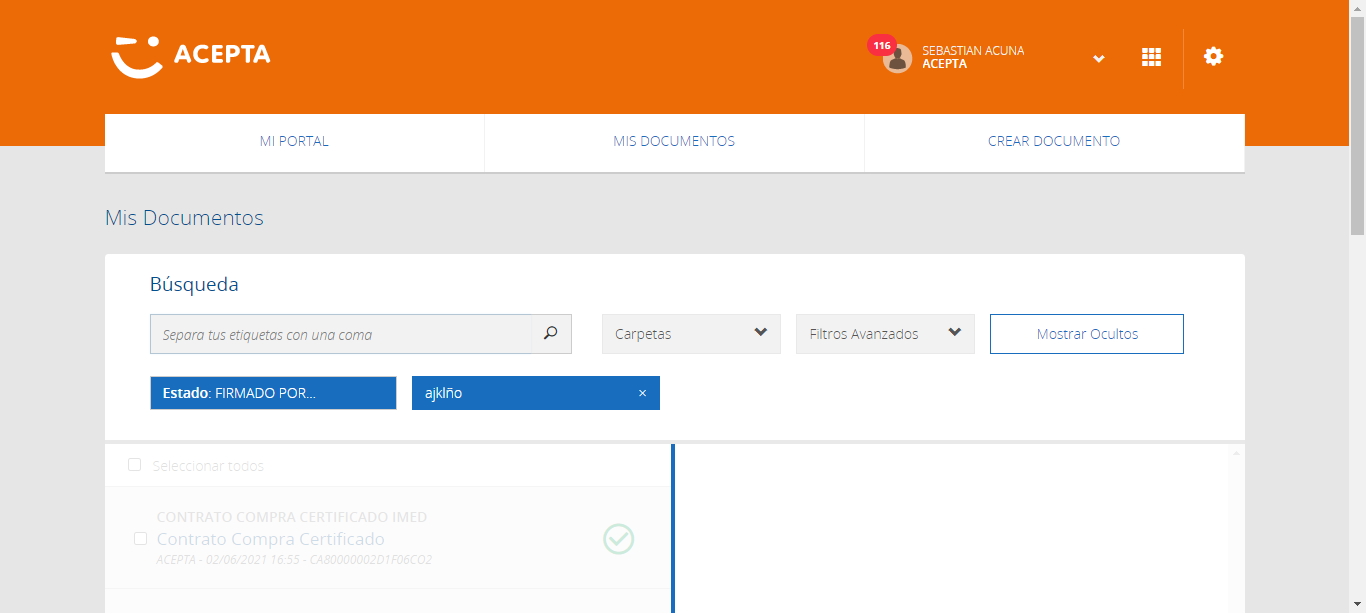 ACEPTA
116
SEBASTIAN ACUNA
ACEPTA
MI PORTAL
MIS DOCUMENTOS
CREAR DOCUMENTO
Mis Documentos
Búsqueda
Separa tus etiquetas con una coma
Carpetas
Filtros Avanzados
Mostrar Ocultos
Estado: FIRMADO POR...
ajklño ×
Seleccionar todos
CONTRATO COMPRA CERTIFICADO IMED
Contrato Compra Certificado
ACEPTA - 02/06/2021 16:55 - CA80000002D1F06CO2